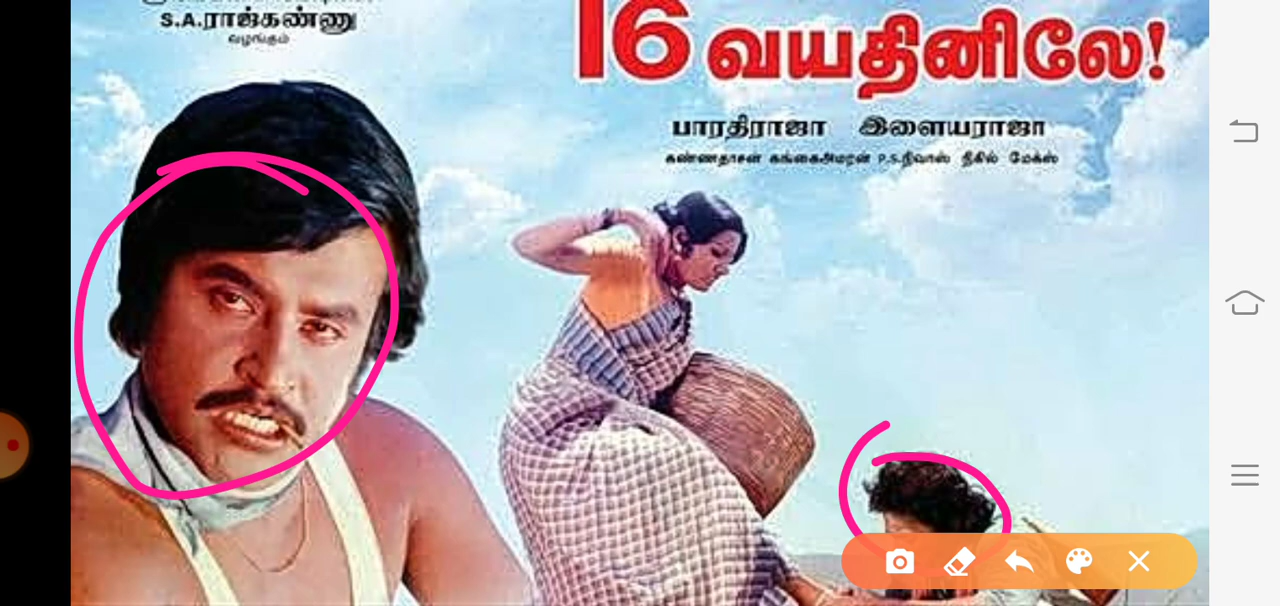 S.A.ராஜ்கண்ணு
வழங்கும்
16 வயதினிலே!
பாரதிராஜா இளையராஜா
கண்ணதாசன் கங்கைஅமரன் P.S.நிவாஸ் நிகில் மேக்ஸ்